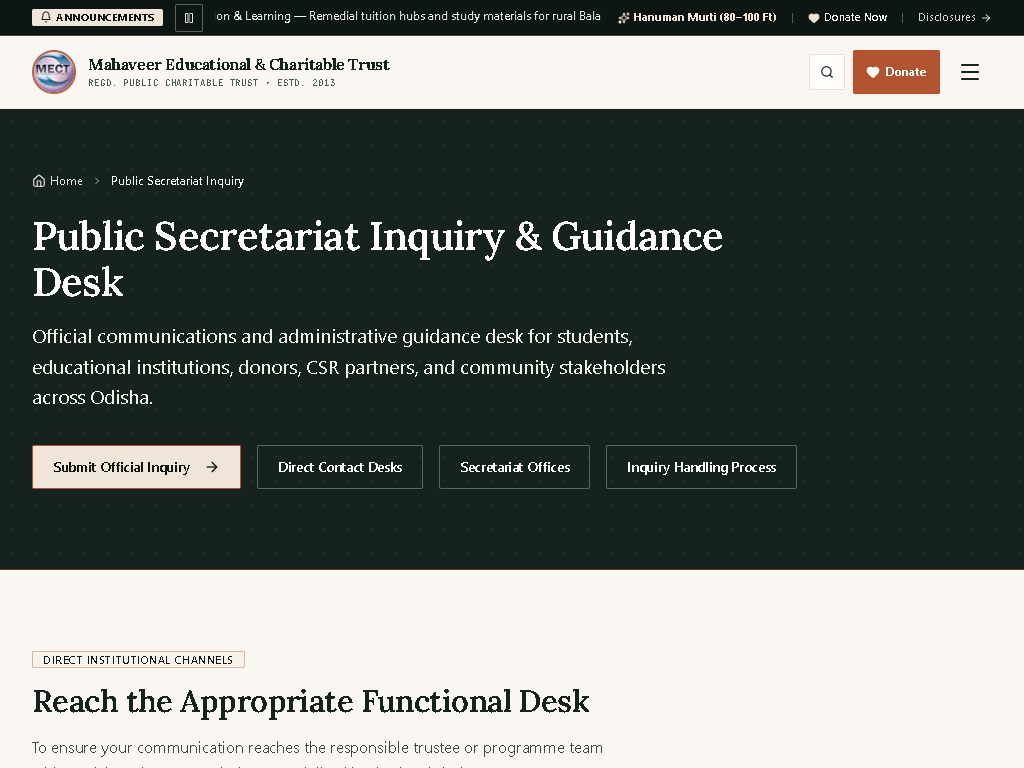 ANNOUNCEMENTS
on & Learning — Remedial tuition hubs and study materials for rural Bala
Hanuman Murti (80–100 Ft)
Donate Now
Disclosures
MECT
Mahaveer Educational & Charitable Trust
REGD. PUBLIC CHARITABLE TRUST • ESTD. 2013
Donate
Home
Public Secretariat Inquiry
Public Secretariat Inquiry & Guidance
Desk
Official communications and administrative guidance desk for students,
educational institutions, donors, CSR partners, and community stakeholders
across Odisha.
Submit Official Inquiry
Direct Contact Desks
Secretariat Offices
Inquiry Handling Process
DIRECT INSTITUTIONAL CHANNELS
Reach the Appropriate Functional Desk
To ensure your communication reaches the responsible trustee or programme team